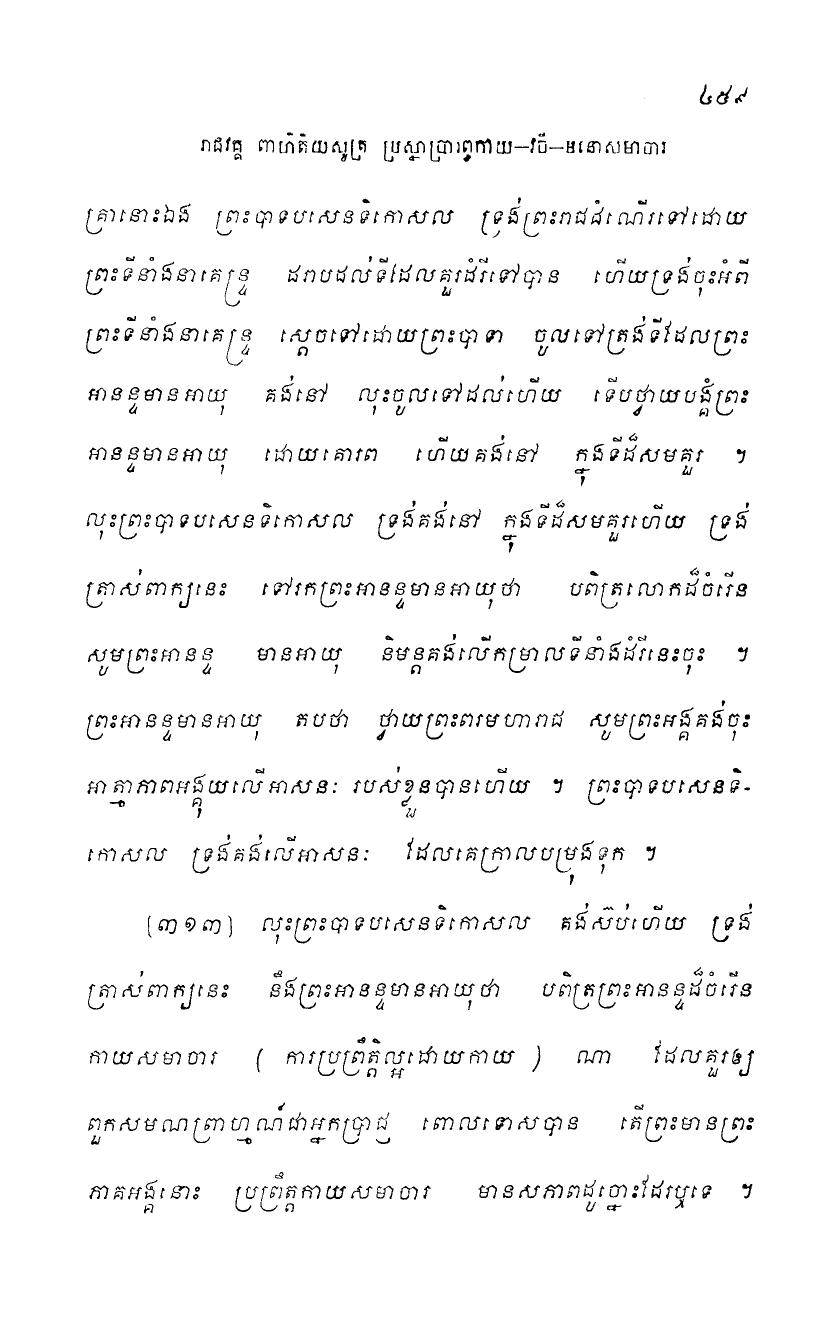 ៤៥៩
រាជវគ្គ ពាហិតិយសូត្រ ប្រស្នាប្រារព្ធកាយ–វចី–មនោសមាចារ
គ្រានោះឯង ព្រះបាទបសេនទិកោសល ទ្រង់ព្រះរាជដំណើរទៅដោយ
ព្រះទីនាំងនាគេន្ទ្រ ដរាបដល់ទីដែលគួរដំរីទៅបាន ហើយទ្រង់ចុះអំពី
ព្រះទីនាំងនាគេន្ទ្រ ស្តេចទៅដោយព្រះបាទា ចូលទៅត្រង់ទីដែលព្រះ
អានន្ទមានអាយុ គង់នៅ លុះចូលទៅដល់ហើយ ទើបថ្វាយបង្គំព្រះ
អានន្ទមានអាយុ ដោយគោរព ហើយគង់នៅ ក្នុងទីដ៏សមគួរ ។
លុះព្រះបាទបសេនទិកោសល ទ្រង់គង់នៅ ក្នុងទីដ៏សមគួរហើយ ទ្រង់
ត្រាស់ពាក្យនេះ ទៅរកព្រះអានន្ទមានអាយុថា បពិត្រលោកដ៏ចំរើន
សូមព្រះអានន្ទ មានអាយុ និមន្តគង់លើកម្រាលទីនាំងដំរីនេះចុះ ។
ព្រះអានន្ទមានអាយុ តបថា ថ្វាយព្រះពរមហារាជ សូមព្រះអង្គគង់ចុះ
អាត្មាភាពអង្គុយលើអាសនៈ របស់ខ្លួនបានហើយ ។ ព្រះបាទបសេនទិ-
កោសល ទ្រង់គង់លើអាសនៈ ដែលគេក្រាលបម្រុងទុក ។
[៣១៣] លុះព្រះបាទបសេនទិកោសល គង់ស៊ប់ហើយ ទ្រង់
ត្រាស់ពាក្យនេះ នឹងព្រះអានន្ទមានអាយុថា បពិត្រព្រះអានន្ទដ៏ចំរើន
កាយសមាចារ ( ការប្រព្រឹត្តិល្អដោយកាយ ) ណា ដែលគួរឲ្យ
ពួកសមណព្រាហ្មណ៍ជាអ្នកប្រាជ្ញ ពោលទោសបាន តើព្រះមានព្រះ
ភាគអង្គនោះ ប្រព្រឹត្តកាយសមាចារ មានសភាពដូច្នោះដែរឬទេ ។